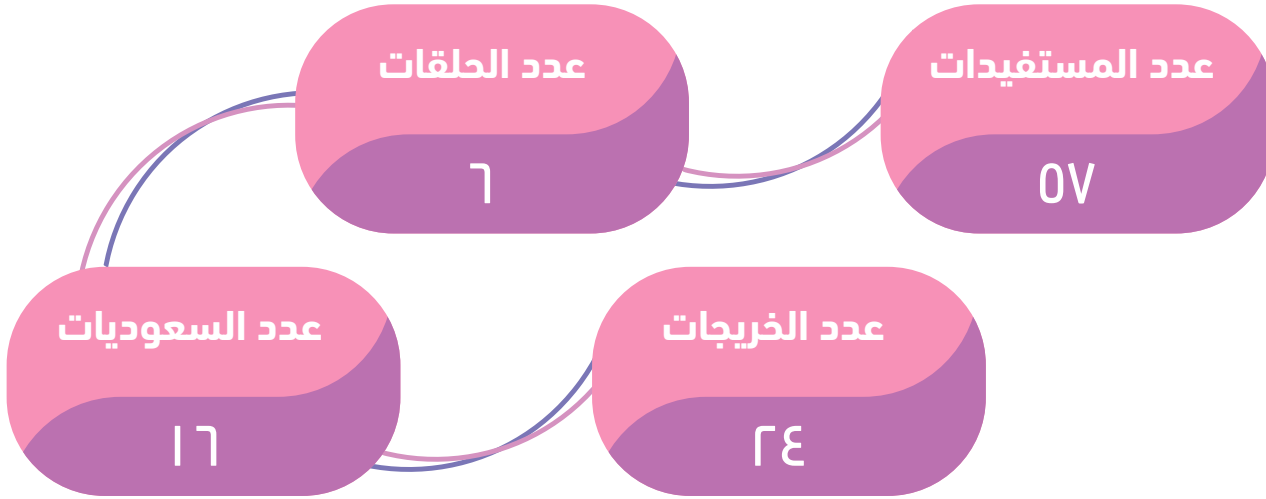 عدد المستفيدات
٥٧
عدد الحلقات
٦
عدد السعوديات
١٦
عدد الخريجات
٢٤